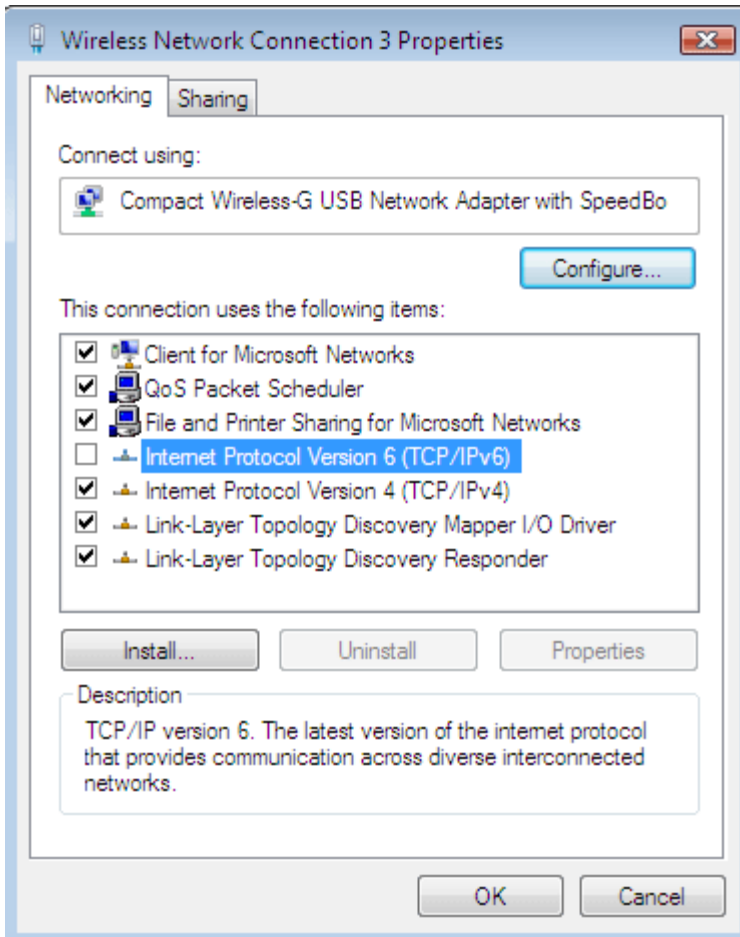 Wireless Network Connection 3 Properties
Networking
Sharing
Connect using:
Compact Wireless-G USB Network Adapter with SpeedBo
Configure...
This connection uses the following items:
Client for Microsoft Networks
QoS Packet Scheduler
File and Printer Sharing for Microsoft Networks
Internet Protocol Version 6 (TCP/IPv6)
Internet Protocol Version 4 (TCP/IPv4)
Link-Layer Topology Discovery Mapper I/O Driver
Link-Layer Topology Discovery Responder
Install...
Uninstall
Properties
Description
TCP/IP version 6. The latest version of the internet protocol
that provides communication across diverse interconnected
networks.
OK
Cancel